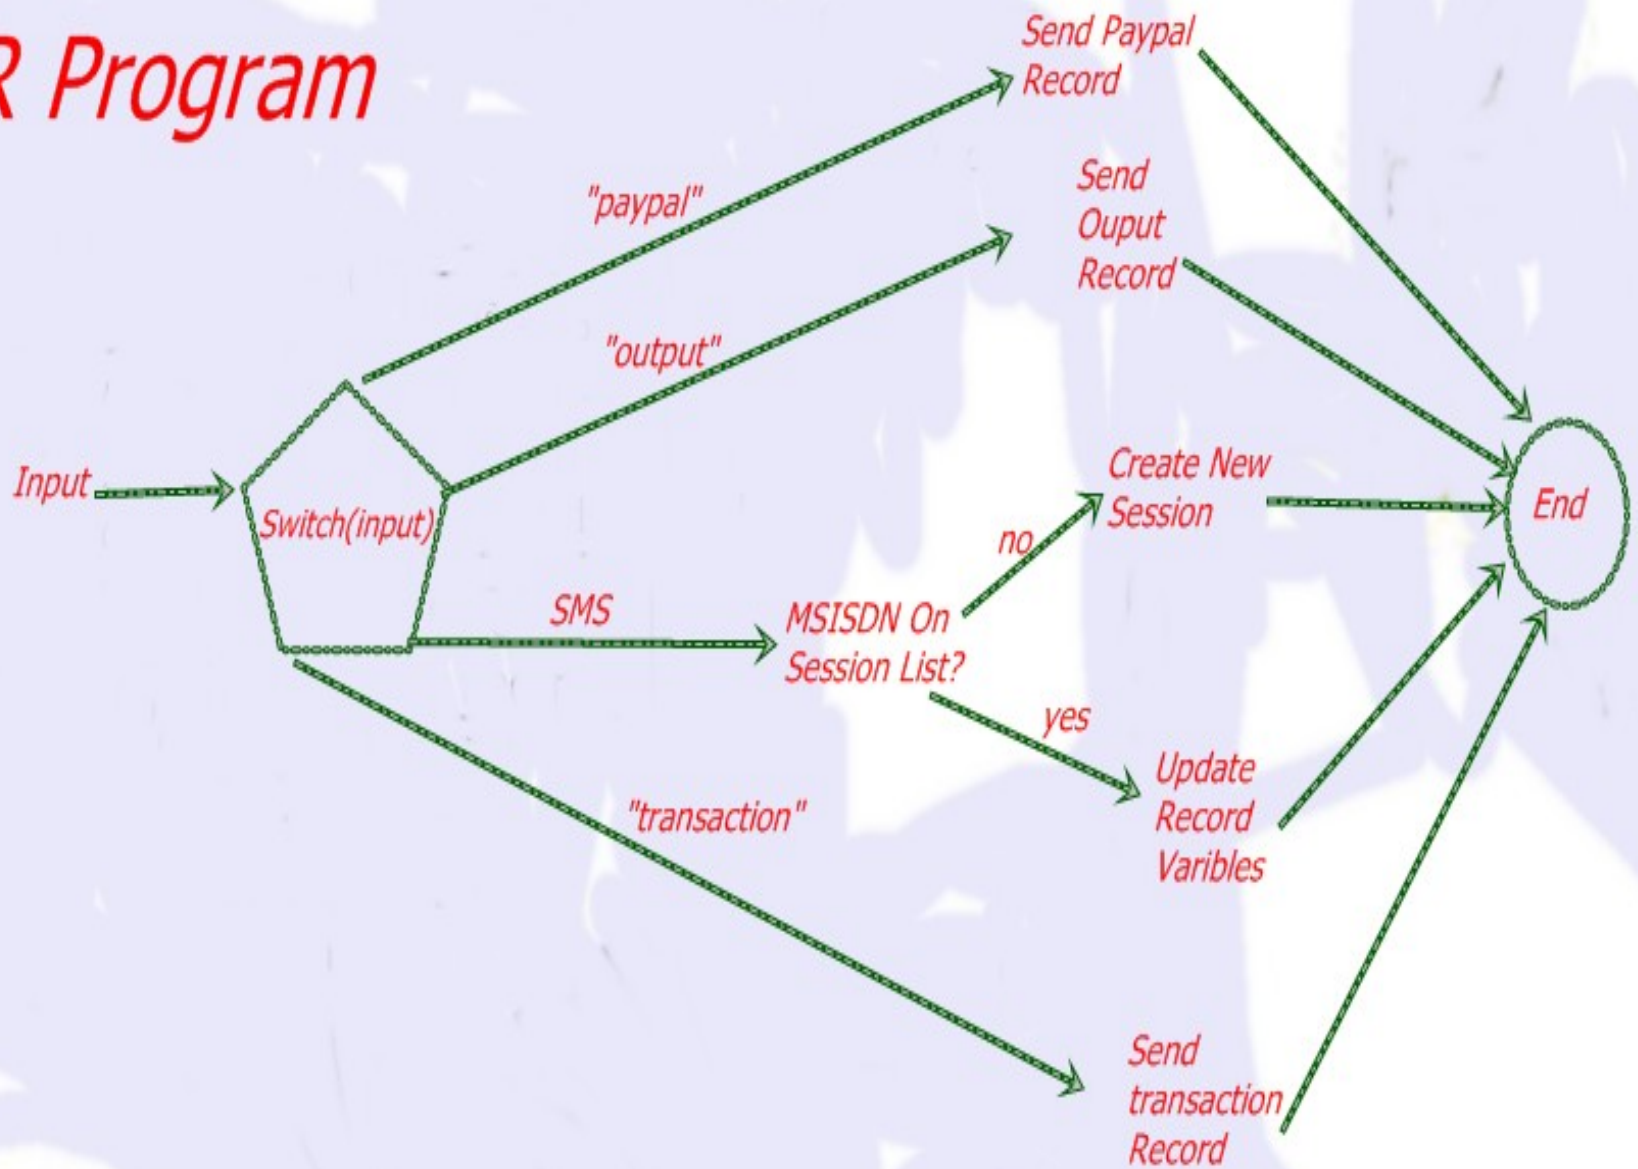 R Program
Send Paypal
Record
"paypal"
Send
Ouput
Record
"output"
Input
Switch(input)
Create New
Session
End
no
SMS
MSISDN On
Session List?
yes
Update
Record
Varibles
"transaction"
Send
transaction
Record